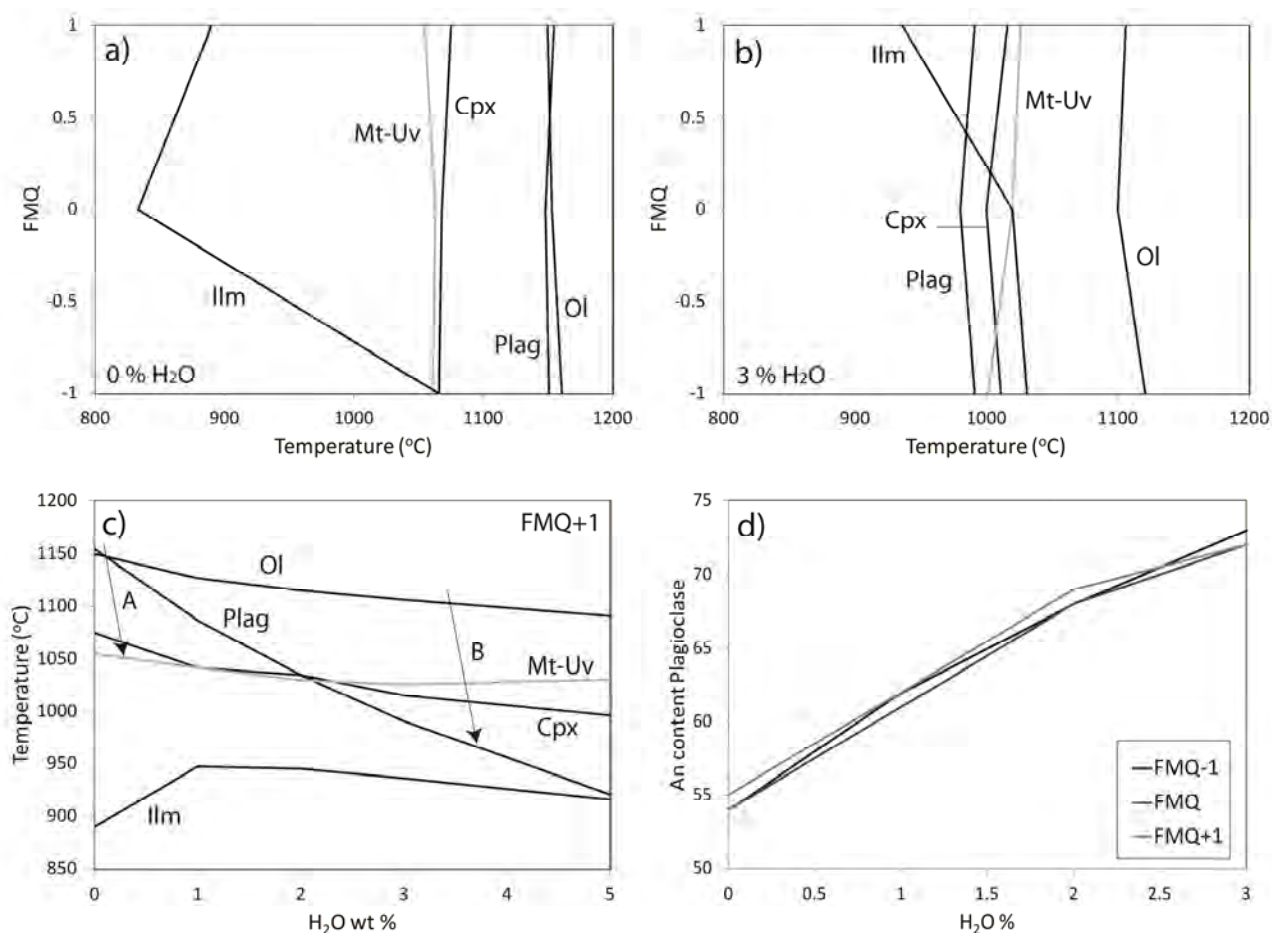 a)
1
0.5
0
-0.5
-1
FMQ
Ilm
Mt-Uv
Cpx
Ilm
Plag
Ol
0 % H₂O
800 900 1000 1100 1200
Temperature (°C)
b)
1
0.5
0
-0.5
-1
FMQ
Ilm
Mt-Uv
Cpx
Plag
Ol
3 % H₂O
800 900 1000 1100 1200
Temperature (°C)
c)
FMQ+1
1200
1150
1100
1050
1000
950
900
850
Temperature (°C)
Ol
A
Plag
B
Mt-Uv
Cpx
Ilm
0 1 2 3 4 5
H₂O wt %
d)
75
70
65
60
55
50
An content Plagioclase
FMQ-1
FMQ
FMQ+1
0 0.5 1 1.5 2 2.5 3
H₂O %